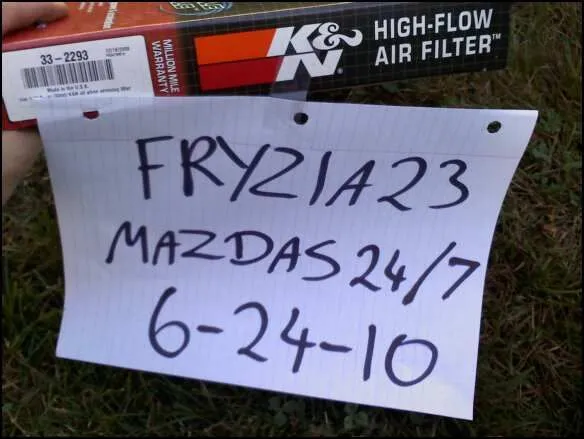 33-2293
Made in the U.S.A.
MILLION MILE
WARRANTY
K&N
HIGH-FLOW
AIR FILTER™
FRYZ1A23
MAZDAS 24/7
6-24-10